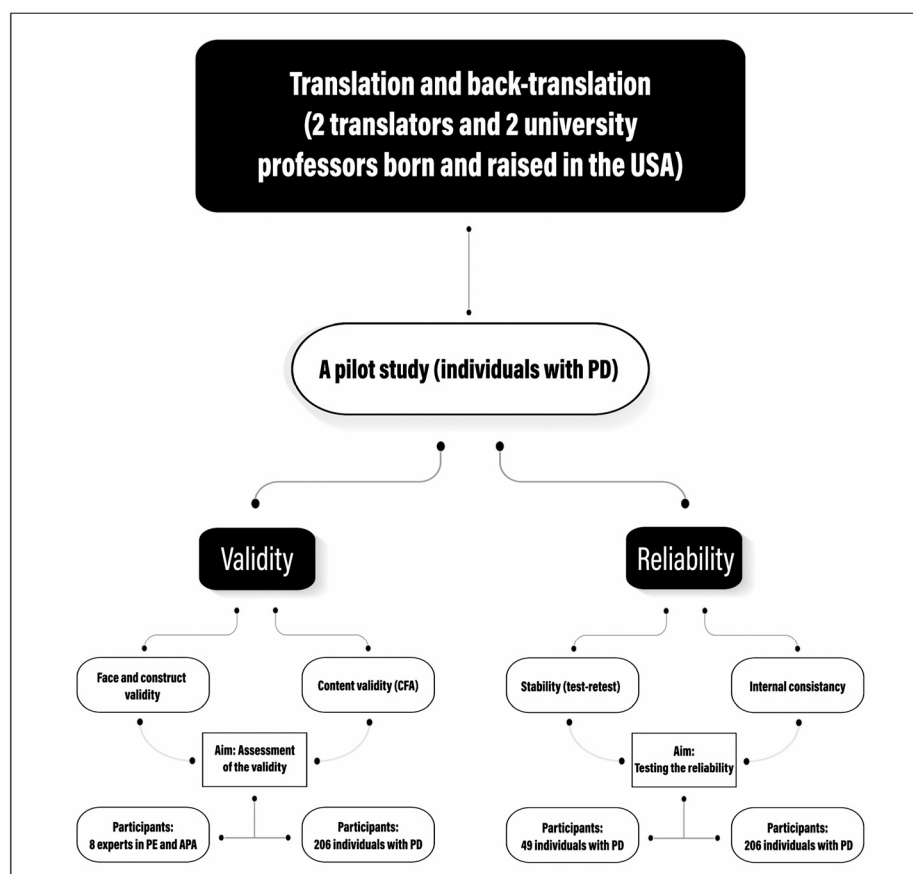 Translation and back-translation
(2 translators and 2 university
professors born and raised in the USA)
A pilot study (individuals with PD)
Validity
Reliability
Face and construct
validity
Content validity (CFA)
Stability (test-retest)
Internal consistancy
Aim: Assessment
of the validity
Aim:
Testing the reliability
Participants:
8 experts in PE and APA
Participants:
206 individuals with PD
Participants:
49 individuals with PD
Participants:
206 individuals with PD